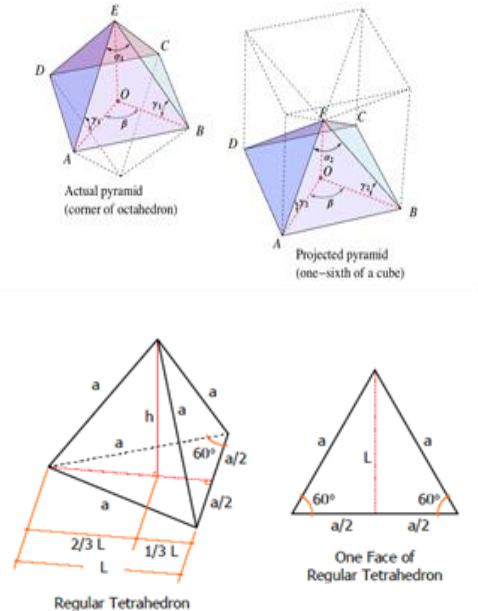 E
C
D
α₁
O
γ₁
γ₁
β
B
A
Actual pyramid
(corner of octahedron)
E
C
D
α₂
O
γ₂
γ₂
β
B
A
Projected pyramid
(one−sixth of a cube)
a
a
h
a
a
60°
a/2
a
a/2
2/3 L
1/3 L
L
Regular Tetrahedron
a
a
L
60°
60°
a/2
a/2
One Face of
Regular Tetrahedron